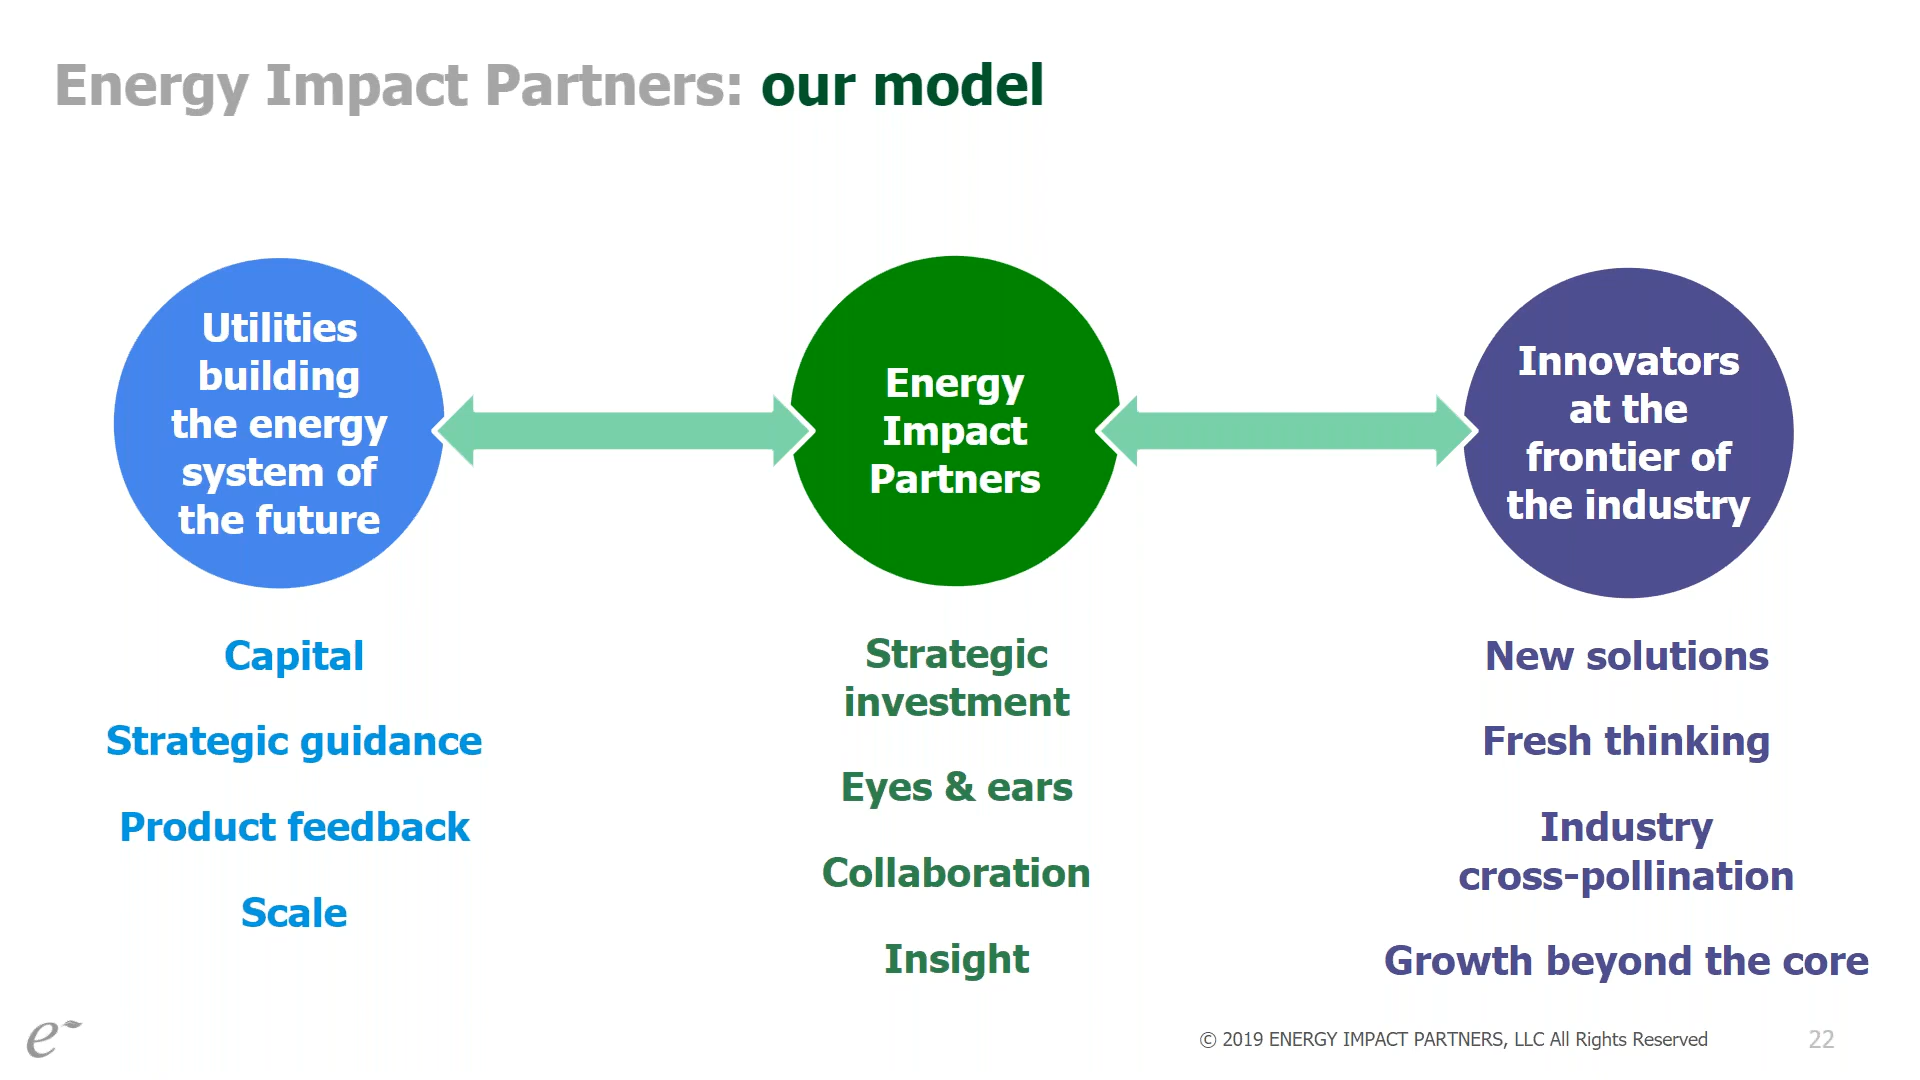 Energy Impact Partners: our model
Utilities
building
the energy
system of
the future
Energy
Impact
Partners
Innovators
at the
frontier of
the industry
Capital
Strategic guidance
Product feedback
Scale
Strategic
investment
Eyes & ears
Collaboration
Insight
New solutions
Fresh thinking
Industry
cross-pollination
Growth beyond the core
e
© 2019 ENERGY IMPACT PARTNERS, LLC All Rights Reserved
22